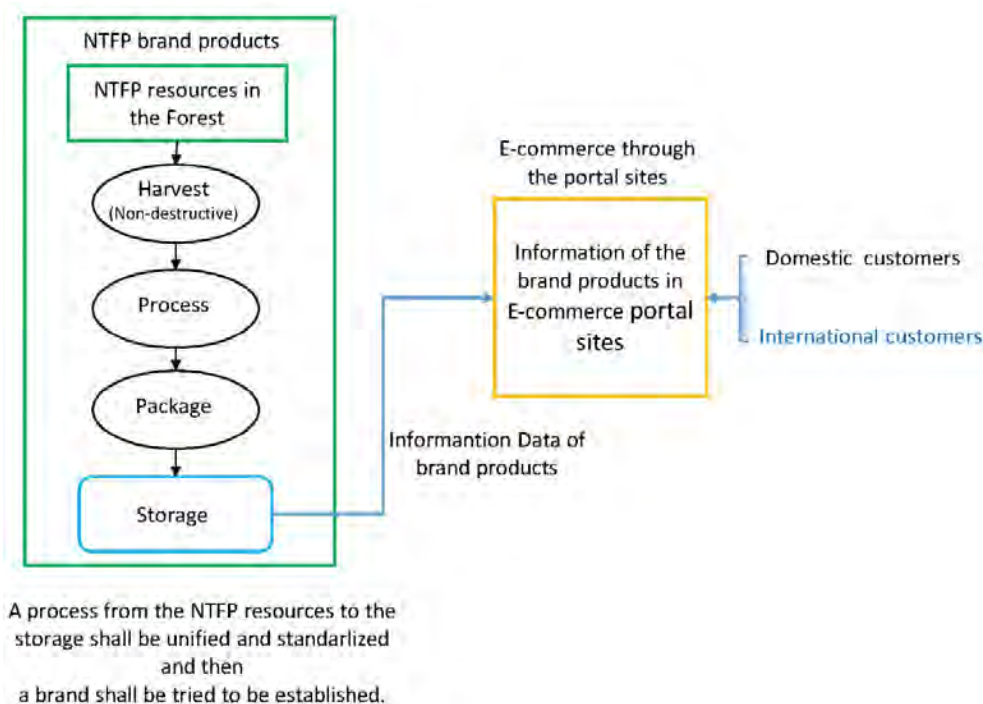 NTFP brand products
NTFP resources in
the Forest
Harvest
(Non-destructive)
Process
Package
Storage
E-commerce through
the portal sites
Information of the
brand products in
E-commerce portal
sites
Domestic customers
International customers
Informantion Data of
brand products
A process from the NTFP resources to the
storage shall be unified and standarlized
and then
a brand shall be tried to be established.